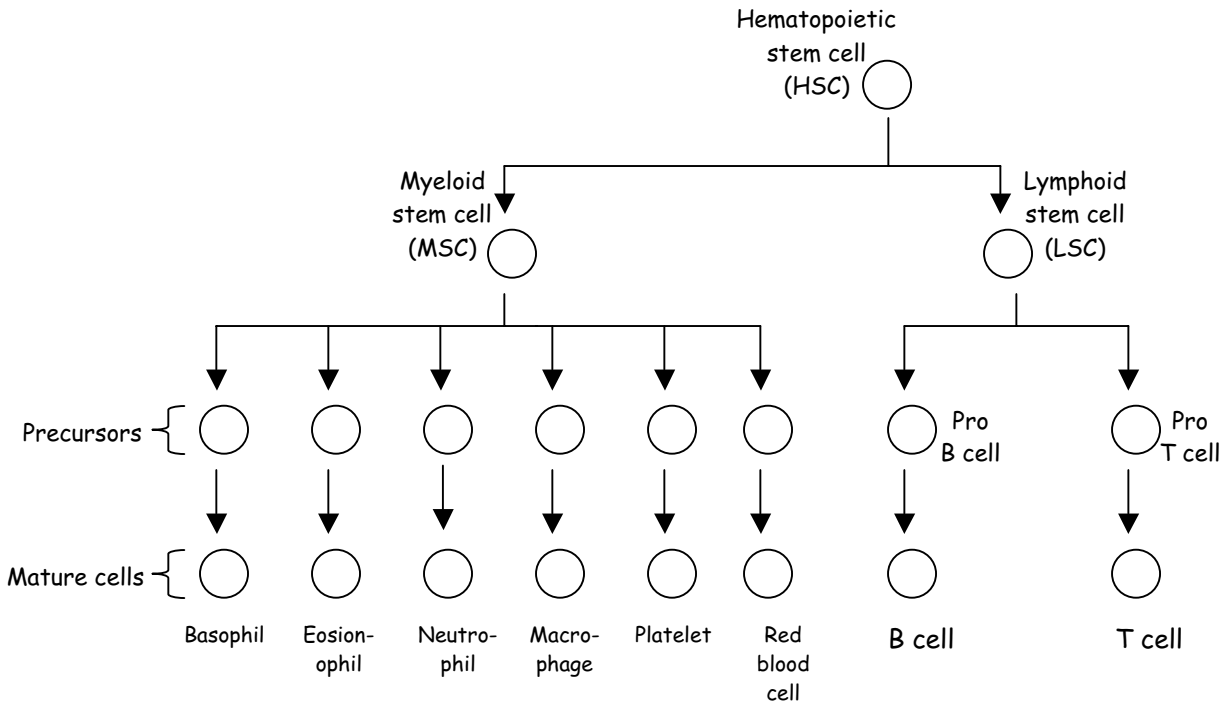 Hematopoietic
stem cell
(HSC)
Myeloid
stem cell
(MSC)
Lymphoid
stem cell
(LSC)
Precursors
Pro
B cell
Pro
T cell
Mature cells
Basophil
Eosion-
ophil
Neutro-
phil
Macro-
phage
Platelet
Red
blood
cell
B cell
T cell